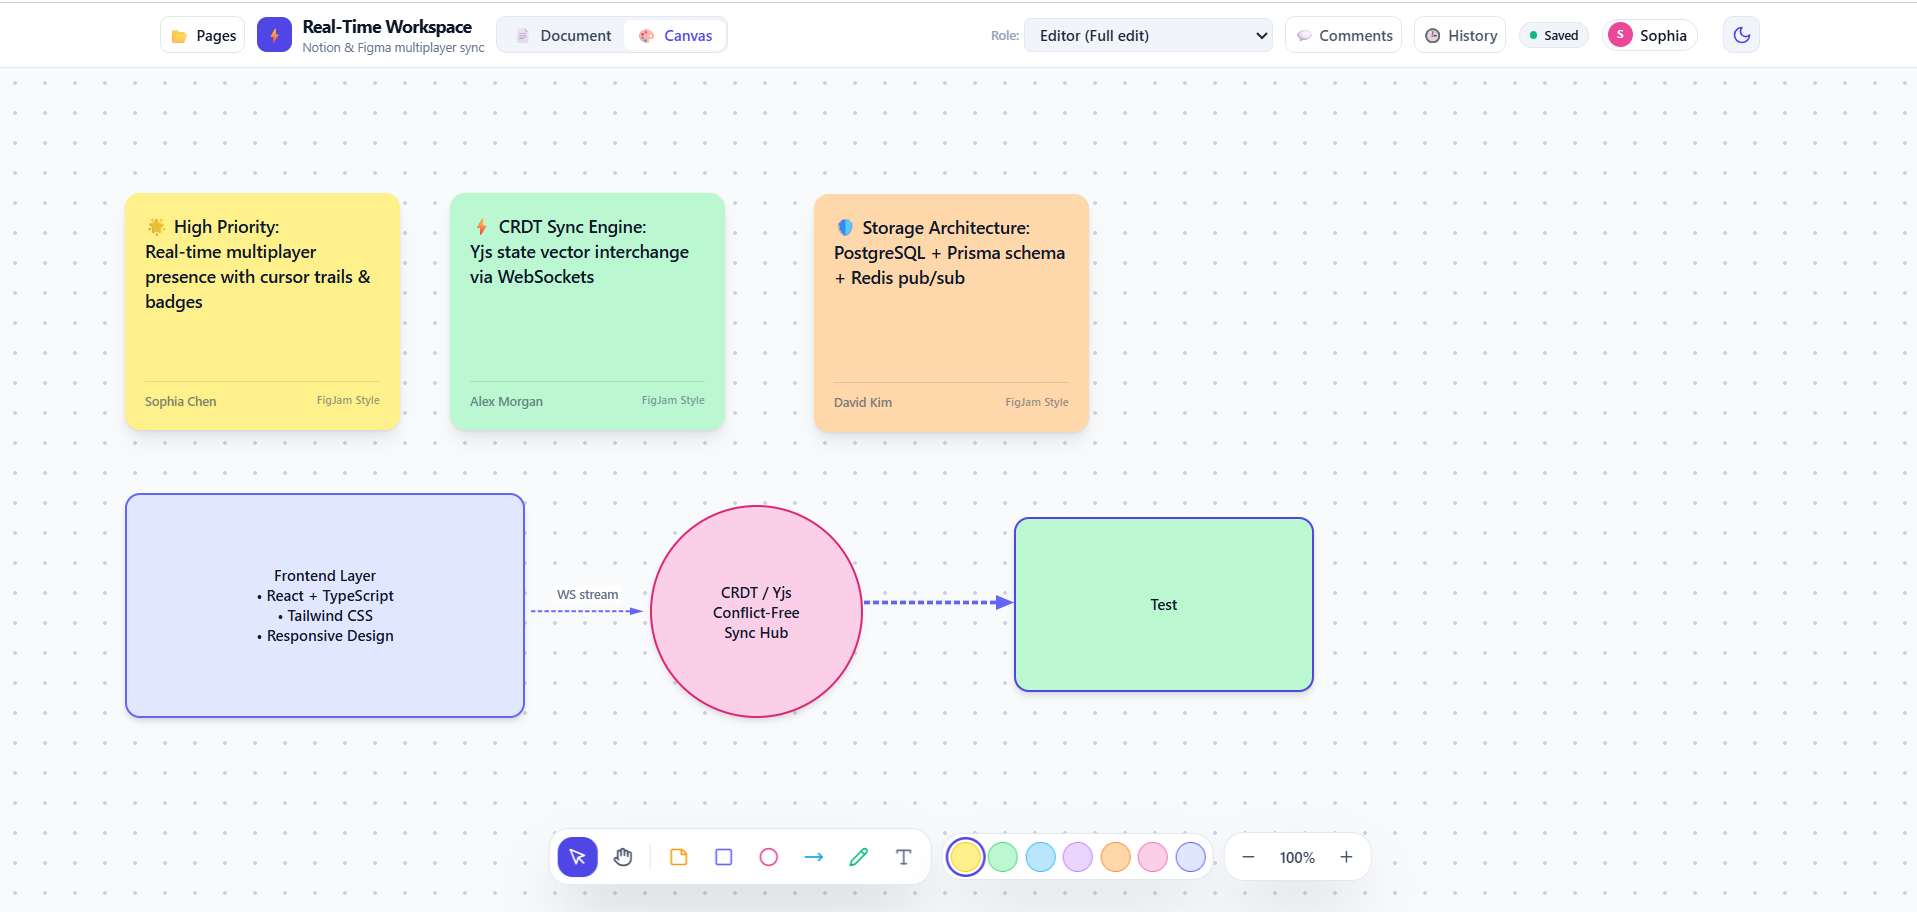 Pages
Real-Time Workspace
Notion & Figma multiplayer sync
Document
Canvas
Role:
Editor (Full edit)
Comments
History
Saved
S
Sophia
High Priority:
Real-time multiplayer
presence with cursor trails &
badges
Sophia Chen
FigJam Style
CRDT Sync Engine:
Yjs state vector interchange
via WebSockets
Alex Morgan
FigJam Style
Storage Architecture:
PostgreSQL + Prisma schema
+ Redis pub/sub
David Kim
FigJam Style
Frontend Layer
• React + TypeScript
• Tailwind CSS
• Responsive Design
WS stream
CRDT / Yjs
Conflict-Free
Sync Hub
Test
T
100%